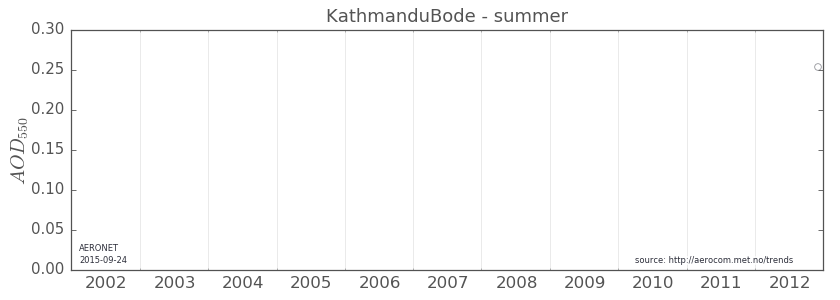 KathmanduBode - summer
0.30
0.25
0.20
0.15
0.10
0.05
0.00
AOD550
AERONET
2015-09-24
source: http://aerocom.met.no/trends
2002 2003 2004 2005 2006 2007 2008 2009 2010 2011 2012